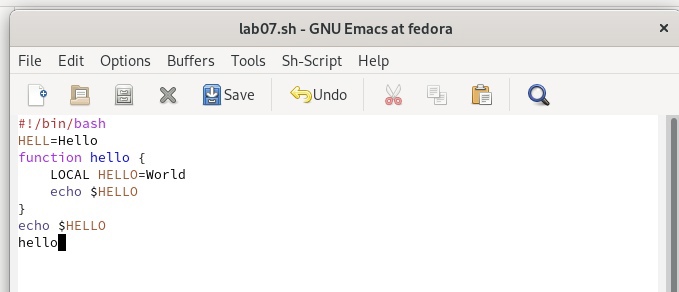 lab07.sh - GNU Emacs at fedora
File Edit Options Buffers Tools Sh-Script Help
Save Undo
#!/bin/bash
HELL=Hello
function hello {
    LOCAL HELLO=World
    echo $HELLO
}
echo $HELLO
hello